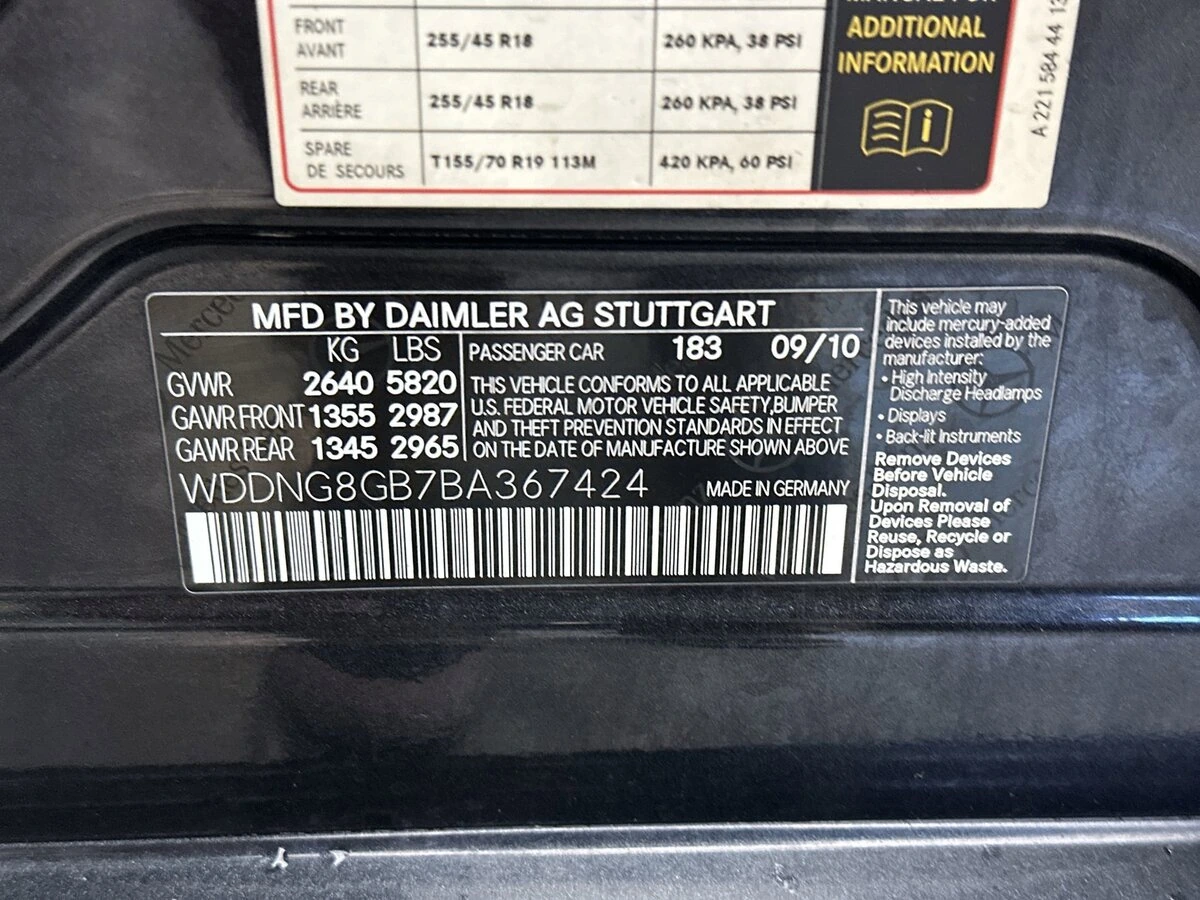 ADDITIONAL
INFORMATION
FRONT
AVANT
255/45 R18
260 KPA, 38 PSI
REAR
ARRIÈRE
255/45 R18
260 KPA, 38 PSI
SPARE
DE SECOURS
T155/70 R19 113M
420 KPA, 60 PSI
i
A 221 584 44 13
MFD BY DAIMLER AG STUTTGART
KG LBS
GVWR 2640 5820
GAWR FRONT 1355 2987
GAWR REAR 1345 2965
PASSENGER CAR 183 09/10
THIS VEHICLE CONFORMS TO ALL APPLICABLE
U.S. FEDERAL MOTOR VEHICLE SAFETY,BUMPER
AND THEFT PREVENTION STANDARDS IN EFFECT
ON THE DATE OF MANUFACTURE SHOWN ABOVE
WDDNG8GB7BA367424
MADE IN GERMANY
This vehicle may
include mercury-added
devices installed by the
manufacturer:
• High Intensity
Discharge Headlamps
• Displays
• Back-lit Instruments
Remove Devices
Before Vehicle
Disposal.
Upon Removal of
Devices Please
Reuse, Recycle or
Dispose as
Hazardous Waste.